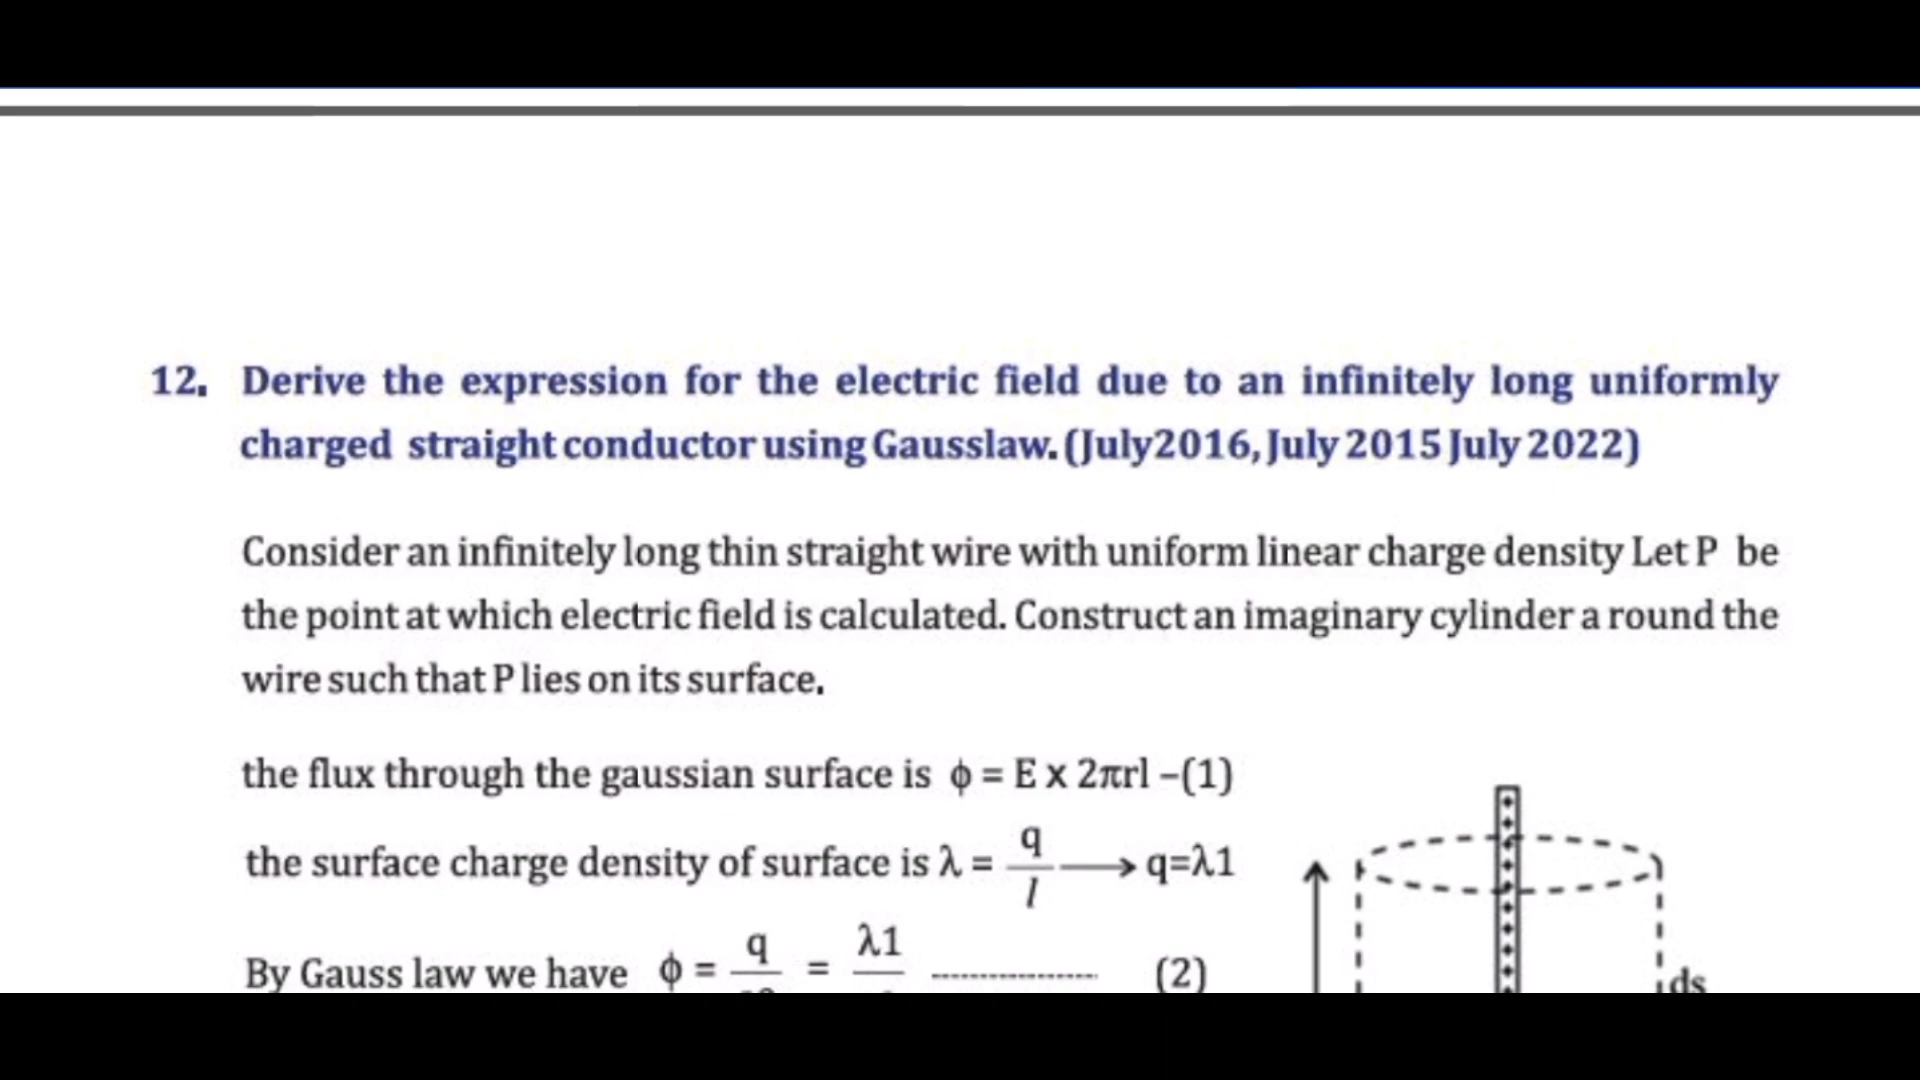 12. Derive the expression for the electric field due to an infinitely long uniformly
charged straight conductor using Gausslaw. (July2016, July 2015 July 2022)
Consider an infinitely long thin straight wire with uniform linear charge density Let P be
the point at which electric field is calculated. Construct an imaginary cylinder a round the
wire such that P lies on its surface.
the flux through the gaussian surface is ϕ = E x 2πrl –(1)
the surface charge density of surface is λ = q/l ⟶ q=λ1
By Gauss law we have ϕ = q = λ1 ------------------ (2)
ds